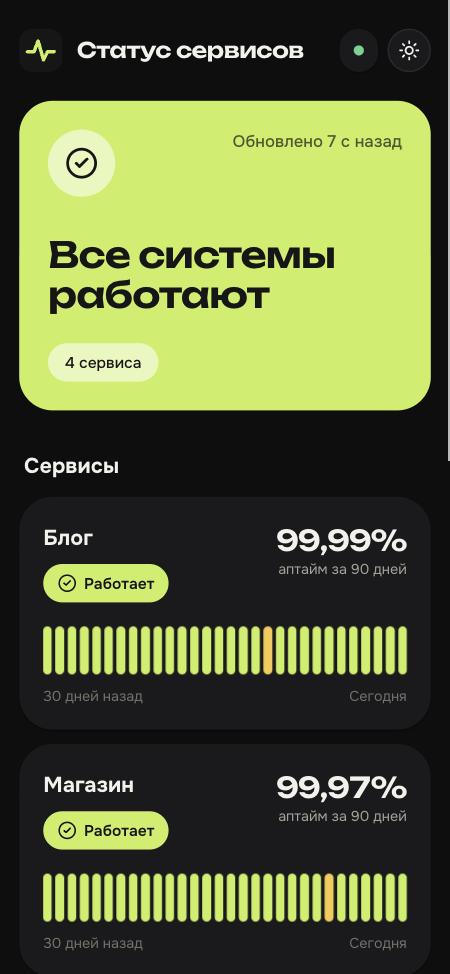 Статус сервисов
Обновлено 7 с назад
Все системы
работают
4 сервиса
Сервисы
Блог
99,99%
аптайм за 90 дней
Работает
30 дней назад
Сегодня
Магазин
99,97%
аптайм за 90 дней
Работает
30 дней назад
Сегодня